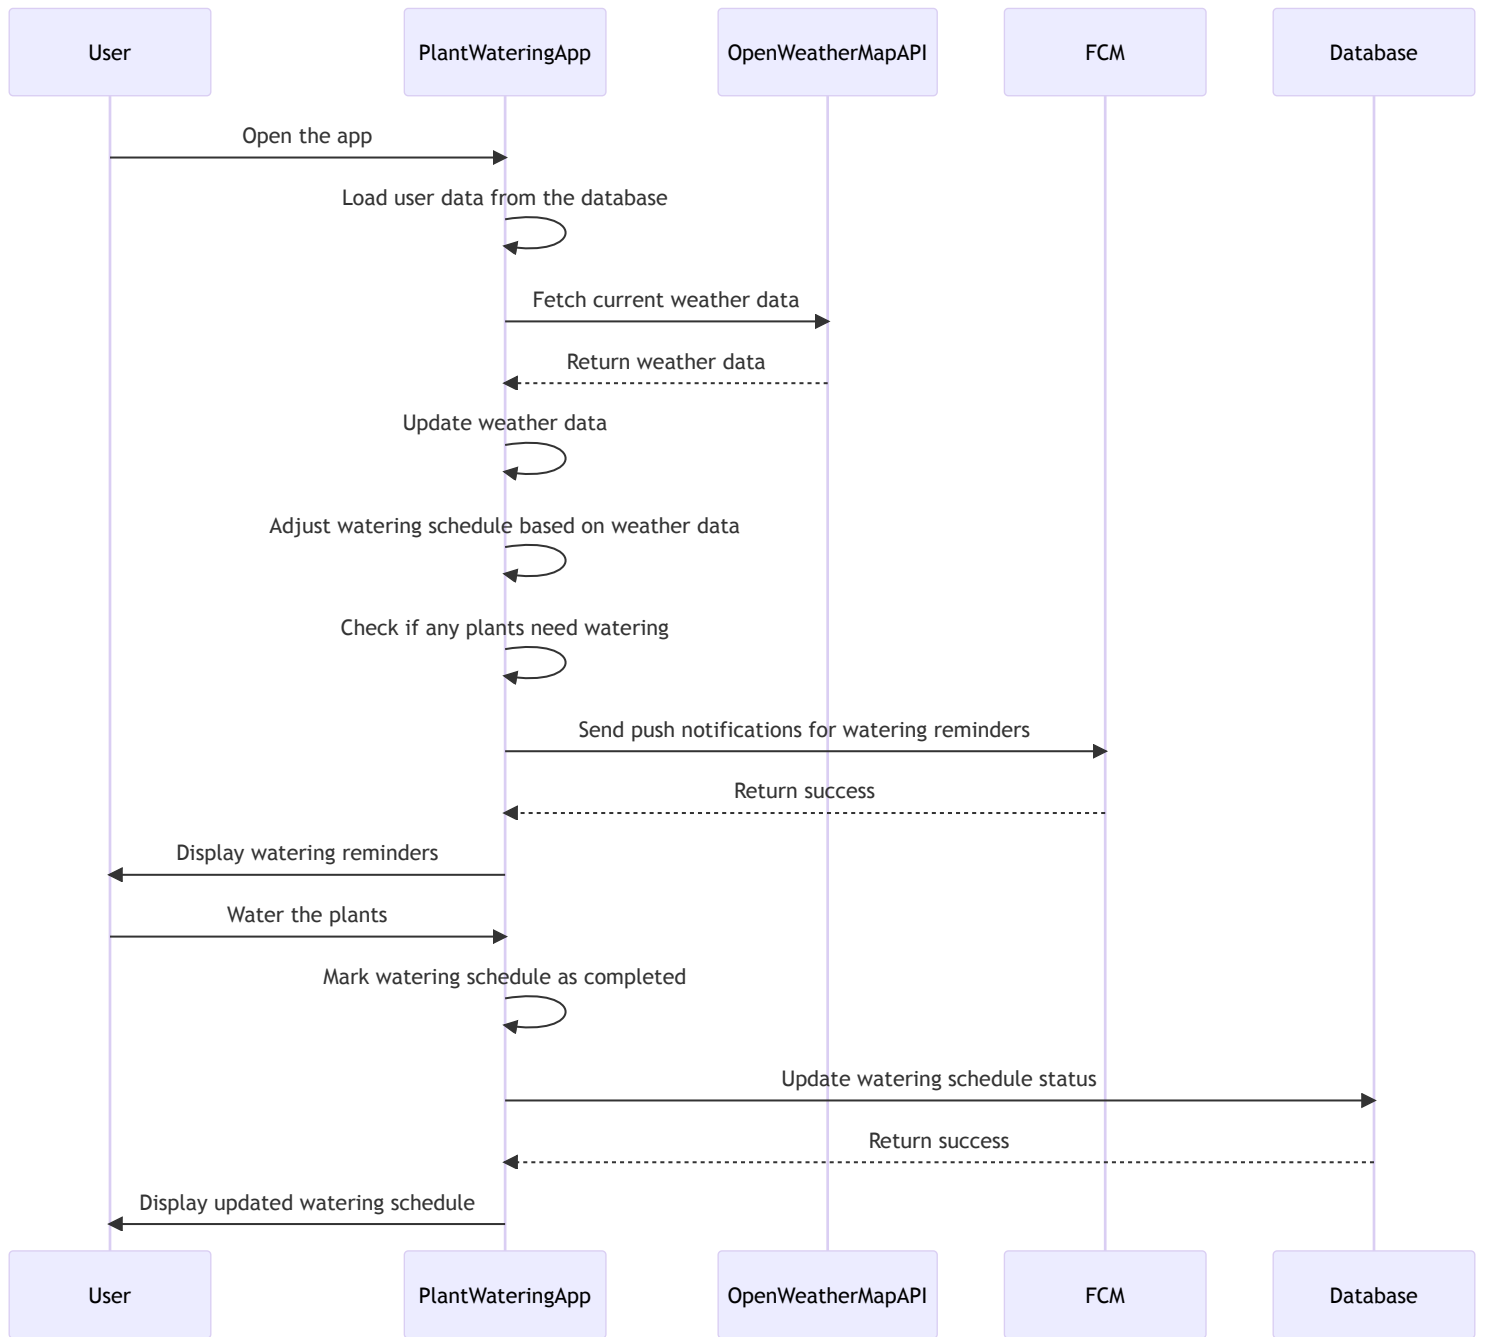 User
PlantWateringApp
OpenWeatherMapAPI
FCM
Database
Open the app
Load user data from the database
Fetch current weather data
Return weather data
Update weather data
Adjust watering schedule based on weather data
Check if any plants need watering
Send push notifications for watering reminders
Return success
Display watering reminders
Water the plants
Mark watering schedule as completed
Update watering schedule status
Return success
Display updated watering schedule
User
PlantWateringApp
OpenWeatherMapAPI
FCM
Database